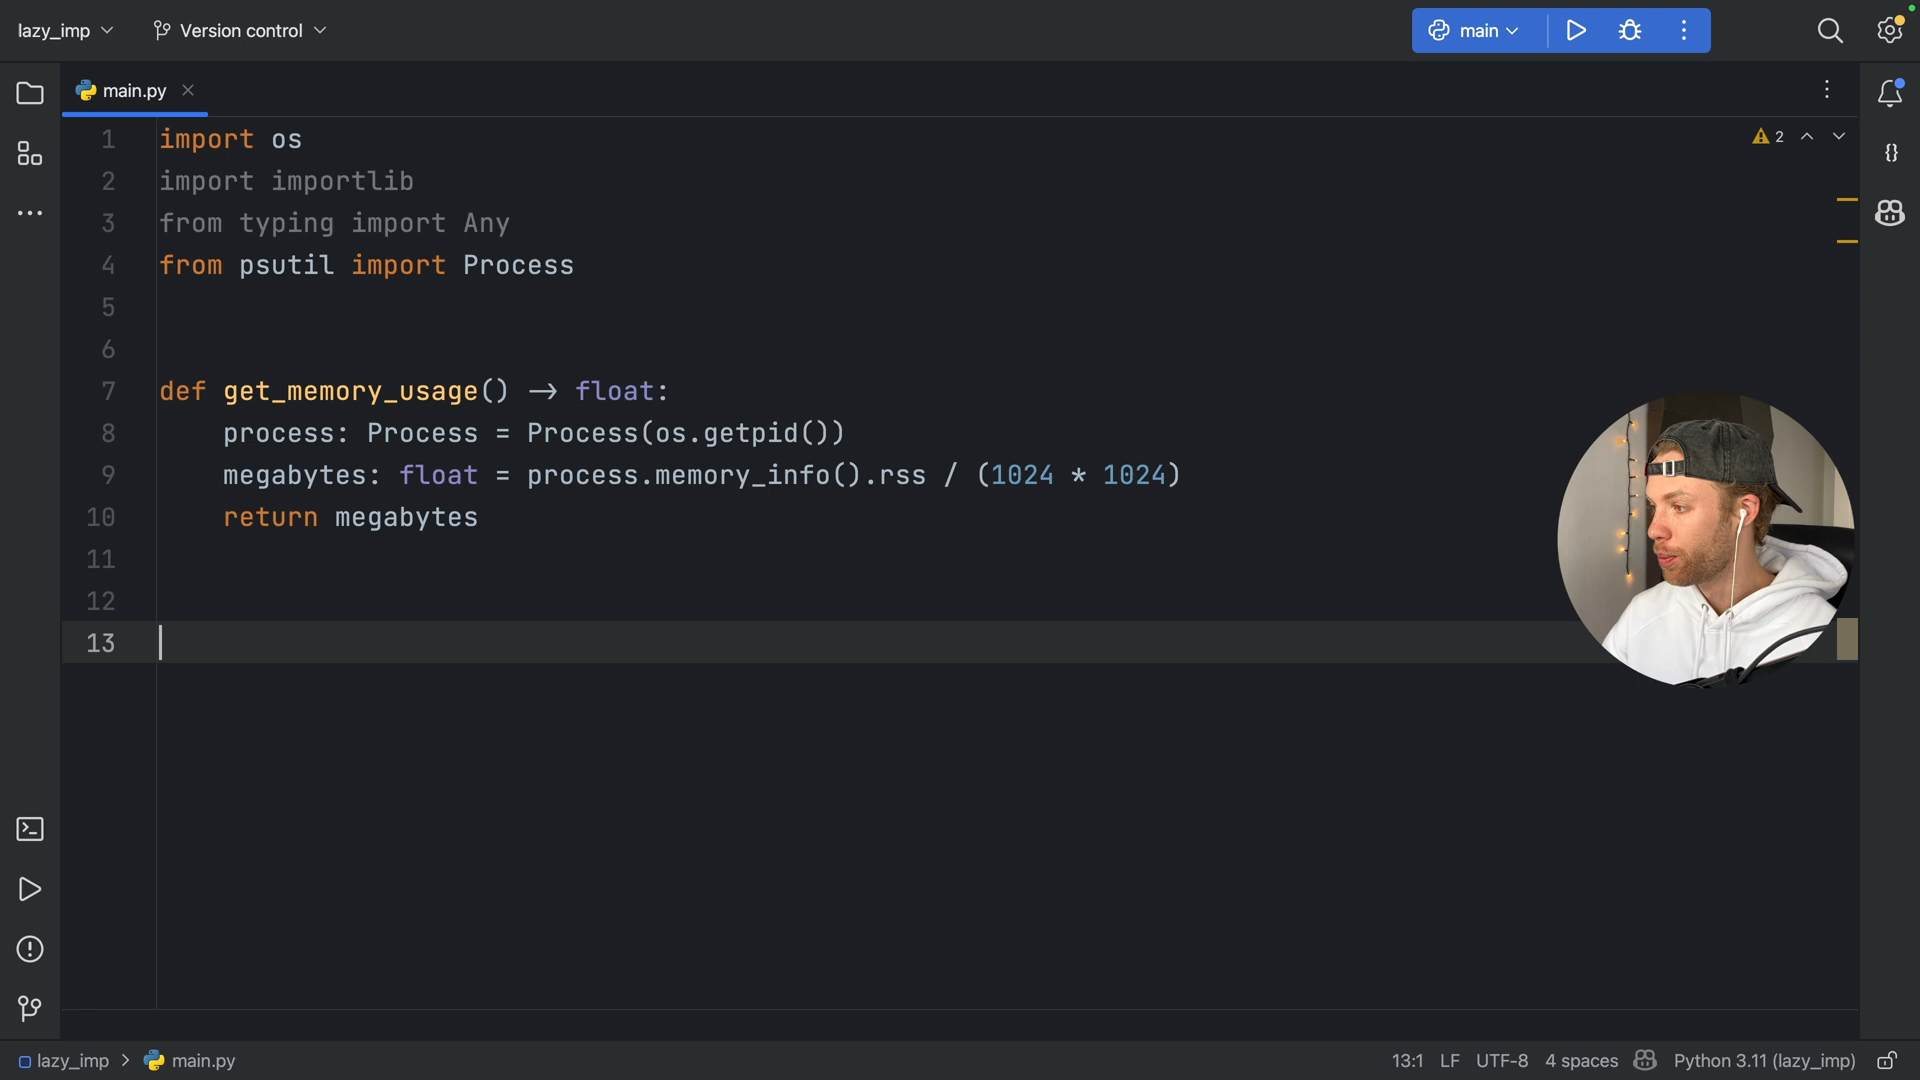 lazy_imp Version control main
main.py
1 import os
2 import importlib
3 from typing import Any
4 from psutil import Process
5
6
7 def get_memory_usage() → float:
8 process: Process = Process(os.getpid())
9 megabytes: float = process.memory_info().rss / (1024 * 1024)
10 return megabytes
11
12
13
2
{}
lazy_imp > main.py 13:1 LF UTF-8 4 spaces Python 3.11 (lazy_imp)